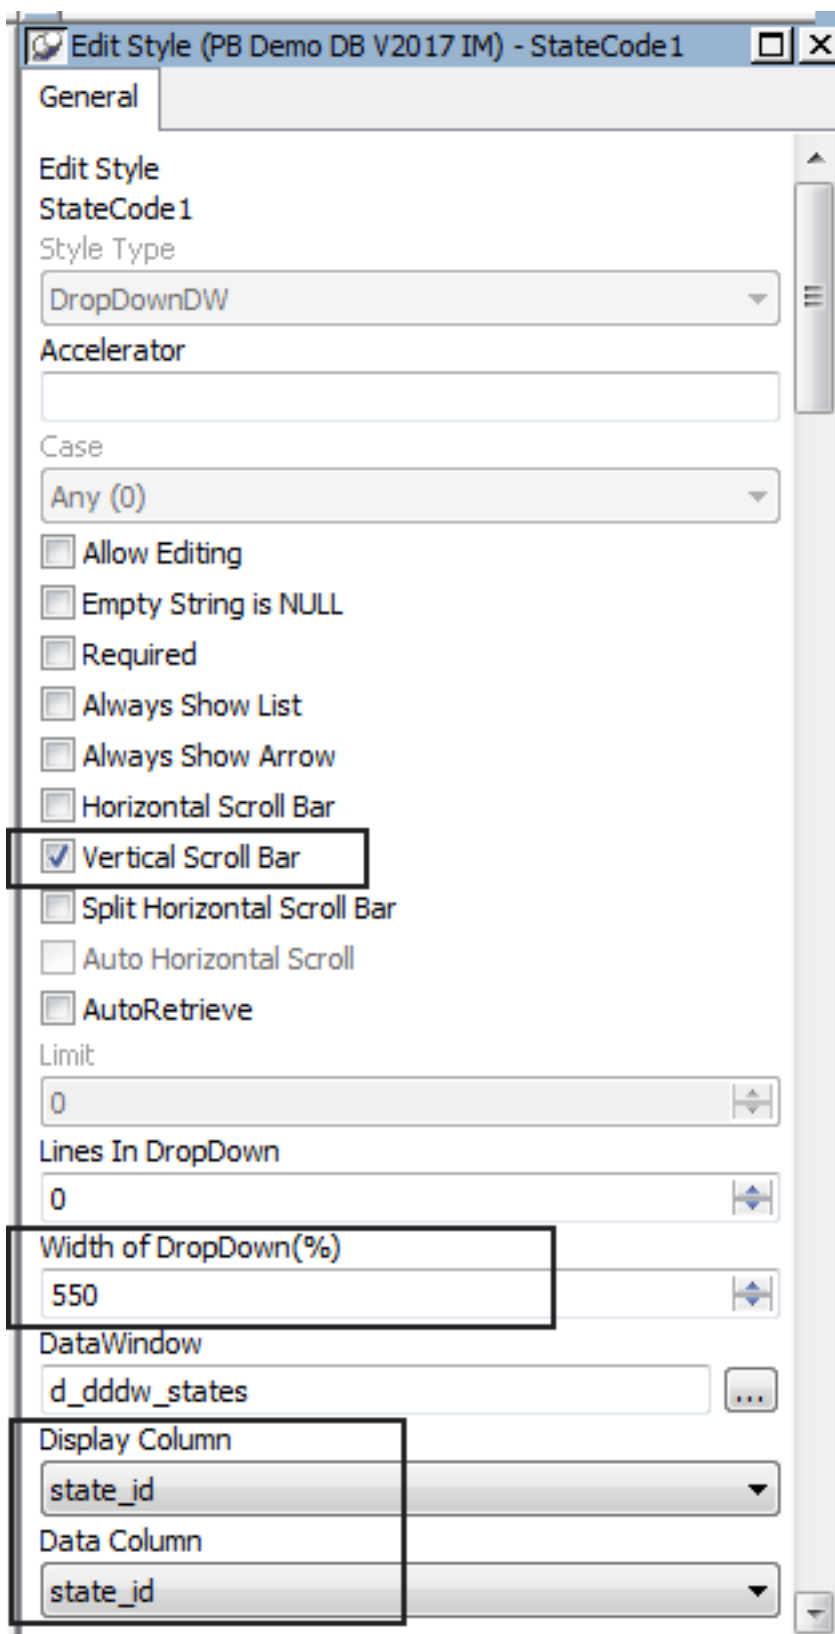 Edit Style (PB Demo DB V2017 IM) - StateCode1
General
Edit Style
StateCode1
Style Type
DropDownDW
Accelerator
Case
Any (0)
Allow Editing
Empty String is NULL
Required
Always Show List
Always Show Arrow
Horizontal Scroll Bar
Vertical Scroll Bar
Split Horizontal Scroll Bar
Auto Horizontal Scroll
AutoRetrieve
Limit
0
Lines In DropDown
0
Width of DropDown(%)
550
DataWindow
d_dddw_states ...
Display Column
state_id
Data Column
state_id